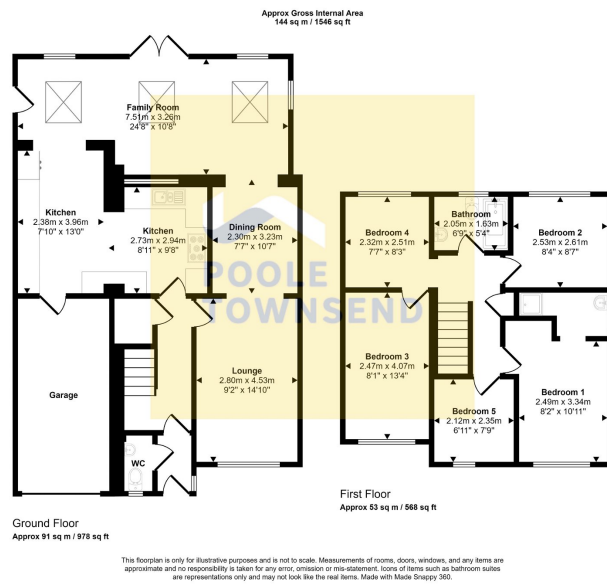 Approx Gross Internal Area
144 sq m / 1546 sq ft
Family Room
7.51m x 3.26m
24'8" x 10'8"
Kitchen
2.38m x 3.96m
7'10" x 13'0"
Kitchen
2.73m x 2.94m
8'11" x 9'8"
Dining Room
2.30m x 3.23m
7'7" x 10'7"
Garage
Lounge
2.80m x 4.53m
9'2" x 14'10"
WC
Ground Floor
Approx 91 sq m / 978 sq ft
POOLE
TOWNSEND
Bedroom 4
2.32m x 2.51m
7'7" x 8'3"
Bathroom
2.05m x 1.63m
6'9" x 5'4"
Bedroom 2
2.53m x 2.61m
8'4" x 8'7"
Bedroom 3
2.47m x 4.07m
8'1" x 13'4"
Bedroom 1
2.49m x 3.34m
8'2" x 10'11"
Bedroom 5
2.12m x 2.35m
6'11" x 7'9"
First Floor
Approx 53 sq m / 568 sq ft
This floorplan is only for illustrative purposes and is not to scale. Measurements of rooms, doors, windows, and any items are
approximate and no responsibility is taken for any error, omission or mis-statement. Icons of items such as bathroom suites
are representations only and may not look like the real items. Made with Made Snappy 360.